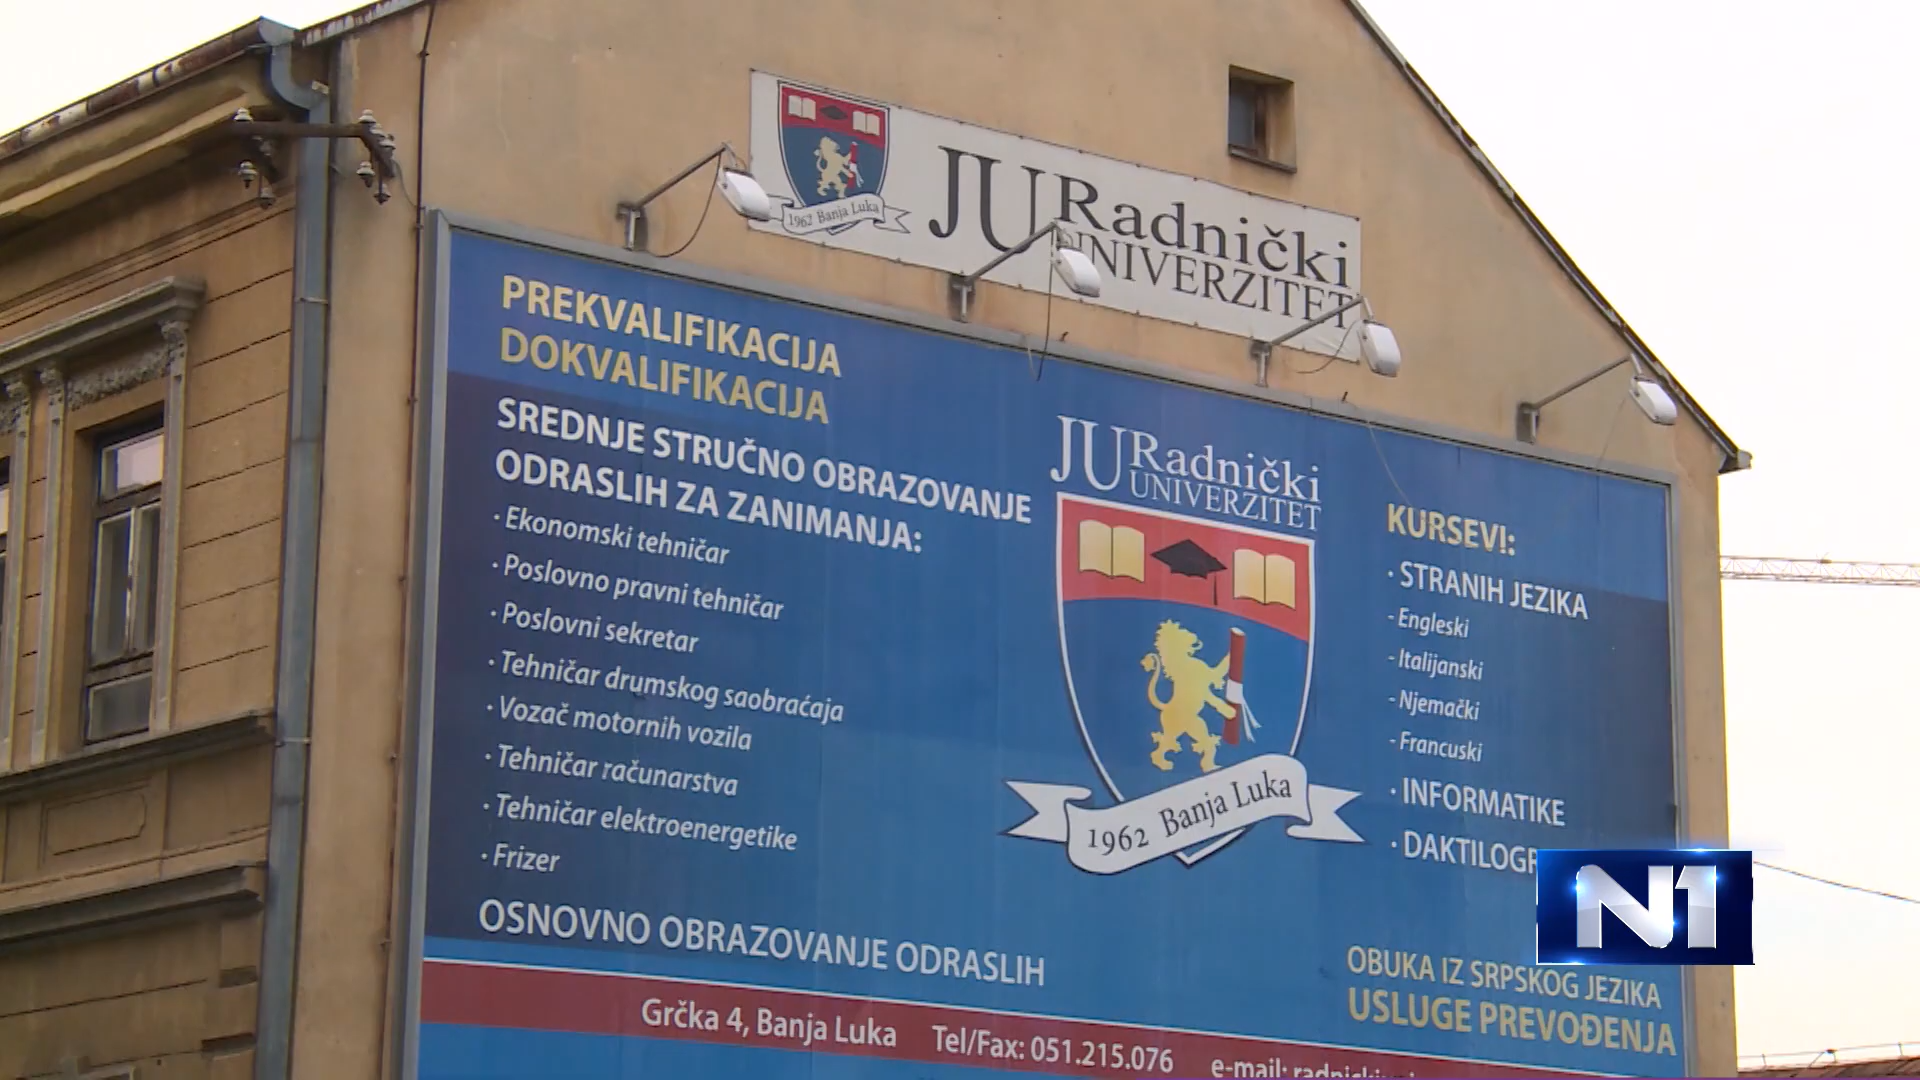 1962 Banja Luka
JU Radnički
UNIVERZITET
PREKVALIFIKACIJA
DOKVALIFIKACIJA
SREDNJE STRUČNO OBRAZOVANJE
ODRASLIH ZA ZANIMANJA:
· Ekonomski tehničar
· Poslovno pravni tehničar
· Poslovni sekretar
· Tehničar drumskog saobraćaja
· Vozač motornih vozila
· Tehničar računarstva
· Tehničar elektroenergetike
· Frizer
OSNOVNO OBRAZOVANJE ODRASLIH
JU Radnički
UNIVERZITET
1962 Banja Luka
KURSEVI:
· STRANIH JEZIKA
- Engleski
- Italijanski
- Njemački
- Francuski
· INFORMATIKE
· DAKTILOGR
N1
OBUKA IZ SRPSKOG JEZIKA
USLUGE PREVOĐENJA
Grčka 4, Banja Luka Tel/Fax: 051.215.076 e-mail: